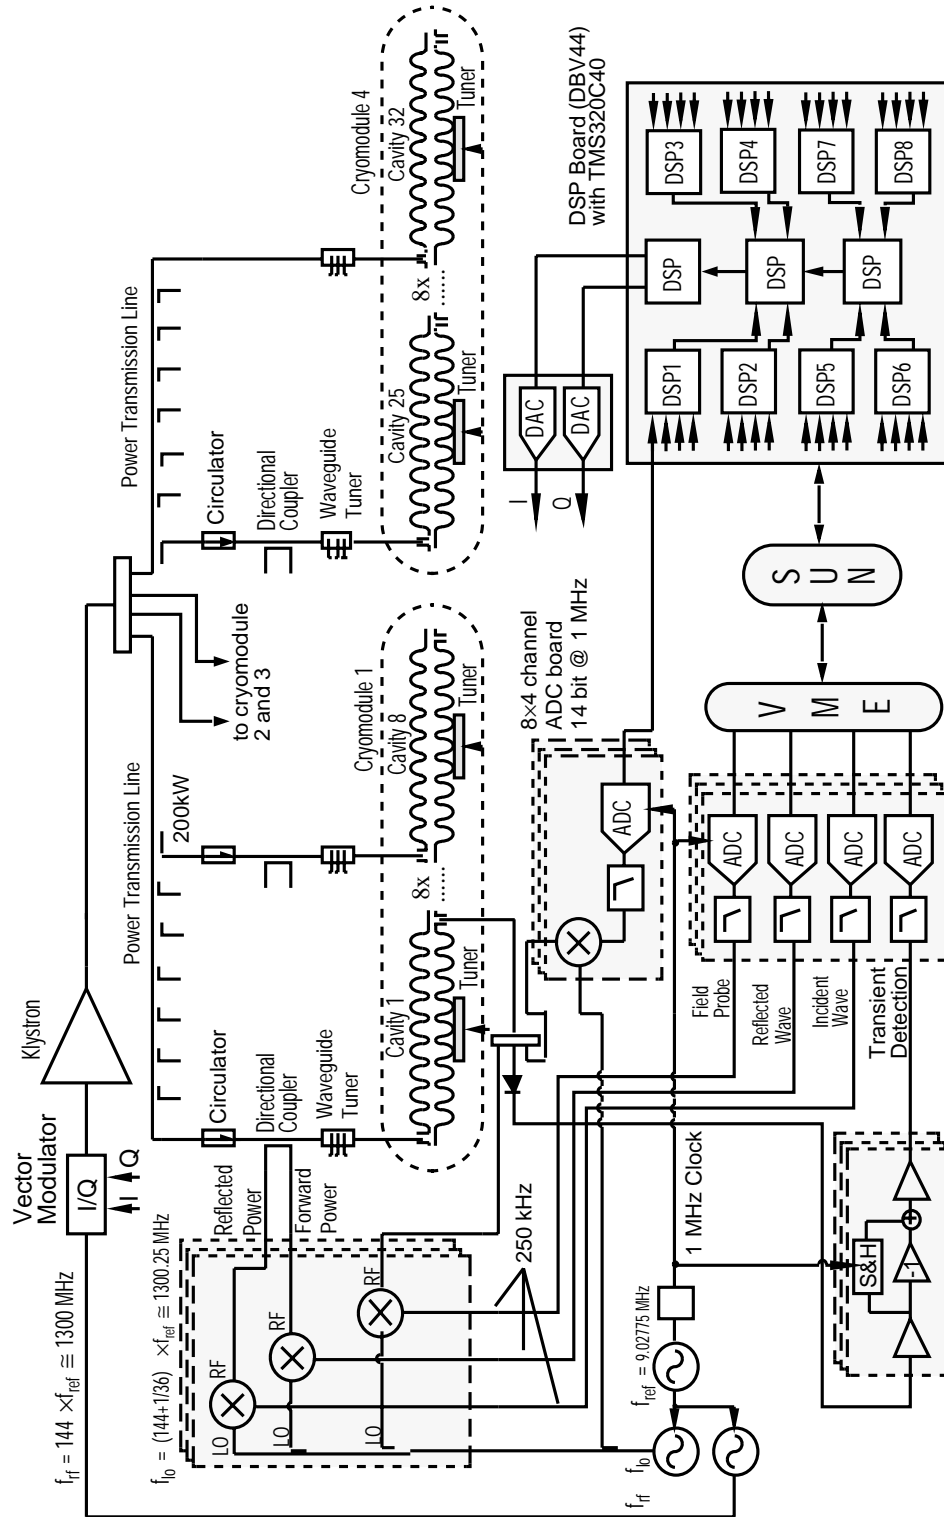 f_rf = 144 ×f_ref ≅ 1300 MHz
f_lo = (144+1/36) ×f_ref ≅ 1300.25 MHz
Vector
Modulator
I/Q
I
Q
Klystron
Power Transmission Line
200kW
to cryomodule
2 and 3
Power Transmission Line
Circulator
Directional
Coupler
Waveguide
Tuner
Circulator
Directional
Coupler
Waveguide
Tuner
Reflected
Power
Forward
Power
Cryomodule 1
Cavity 1
Tuner
8x ......
Cavity 8
Tuner
Cryomodule 4
Cavity 25
Tuner
8x ......
Cavity 32
Tuner
LO
RF
LO
RF
LO
RF
250 kHz
8×4 channel
ADC board
14 bit @ 1 MHz
ADC
I
Q
DAC
DAC
DSP Board (DBV44)
with TMS320C40
DSP1
DSP2
DSP5
DSP6
DSP
DSP
DSP
DSP3
DSP4
DSP7
DSP8
f_rf
f_lo
f_ref = 9.02775 MHz
1 MHz Clock
Field
Probe
Reflected
Wave
Incident
Wave
Transient
Detection
ADC
ADC
ADC
ADC
V M E
S U N
S&H
-1
+